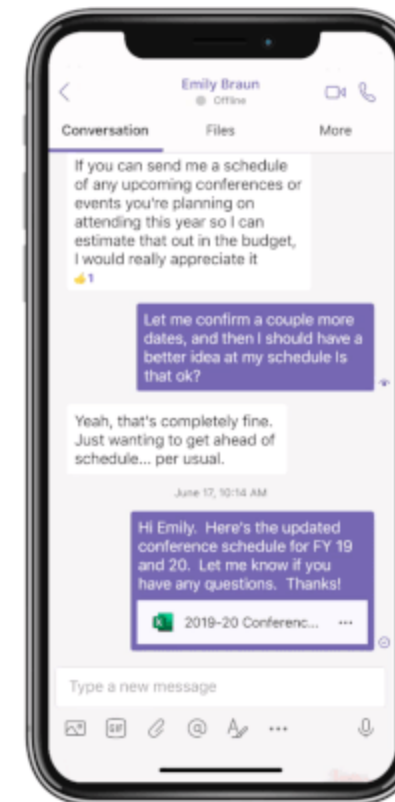 Emily Braun
Offline
Conversation Files More
If you can send me a schedule
of any upcoming conferences or
events you're planning on
attending this year so I can
estimate that out in the budget,
I would really appreciate it
👍1
Let me confirm a couple more
dates, and then I should have a
better idea at my schedule Is
that ok?
Yeah, that's completely fine.
Just wanting to get ahead of
schedule... per usual.
June 17, 10:14 AM
Hi Emily. Here's the updated
conference schedule for FY 19
and 20. Let me know if you
have any questions. Thanks!
2019-20 Conferenc... ...
Type a new message
GIF @ A ...